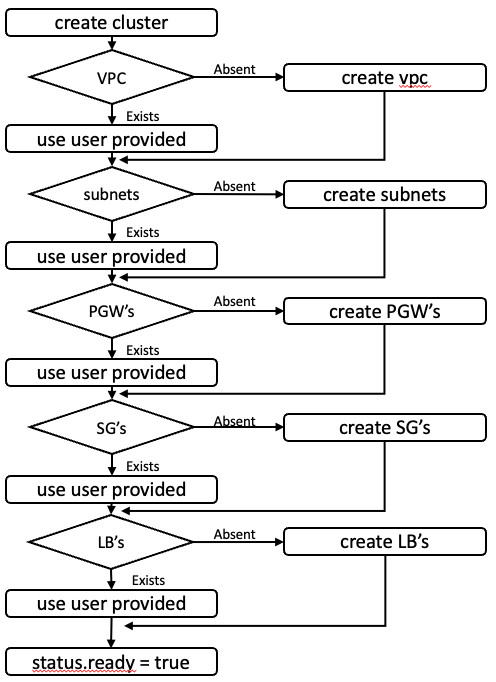 create cluster
VPC
Absent
create vpc
Exists
use user provided
subnets
Absent
create subnets
Exists
use user provided
PGW's
Absent
create PGW's
Exists
use user provided
SG's
Absent
create SG's
Exists
use user provided
LB's
Absent
create LB's
Exists
use user provided
status.ready = true